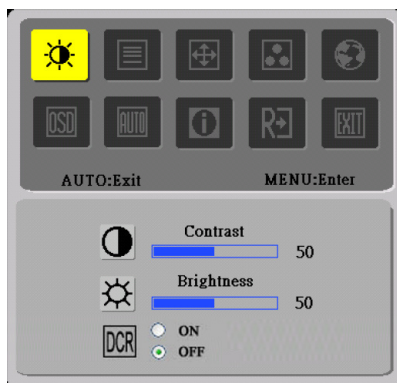 OSD AUTO i R EXIT
AUTO:Exit MENU:Enter
Contrast
50
Brightness
50
DCR ON
OFF